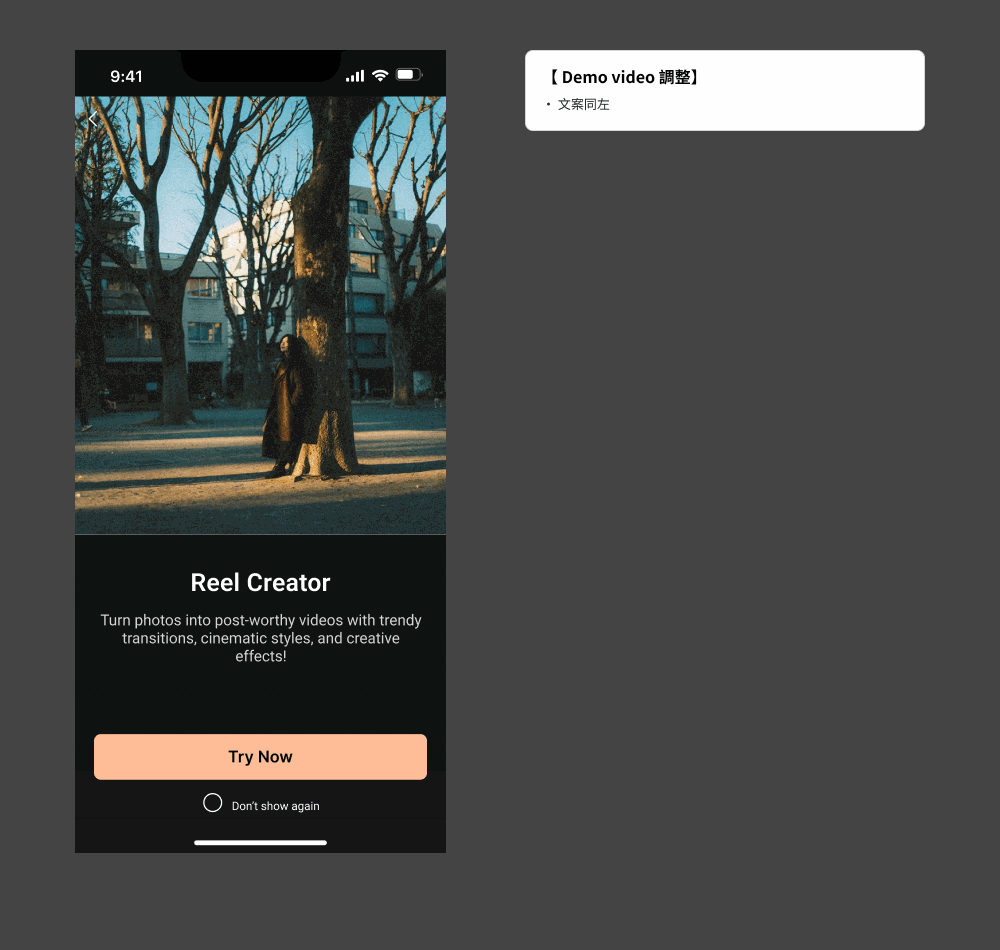 9:41
Reel Creator
Turn photos into post-worthy videos with trendy
transitions, cinematic styles, and creative
effects!
Try Now
Don't show again
【 Demo video 調整】
・ 文案同左